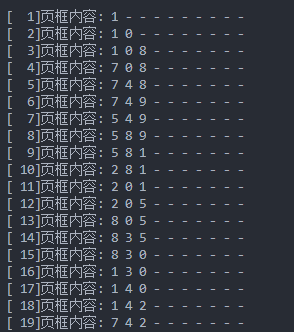 [  1]页框内容: 1 - - - - - - - - -
[  2]页框内容: 1 0 - - - - - - - -
[  3]页框内容: 1 0 8 - - - - - - -
[  4]页框内容: 7 0 8 - - - - - - -
[  5]页框内容: 7 4 8 - - - - - - -
[  6]页框内容: 7 4 9 - - - - - - -
[  7]页框内容: 5 4 9 - - - - - - -
[  8]页框内容: 5 8 9 - - - - - - -
[  9]页框内容: 5 8 1 - - - - - - -
[ 10]页框内容: 2 8 1 - - - - - - -
[ 11]页框内容: 2 0 1 - - - - - - -
[ 12]页框内容: 2 0 5 - - - - - - -
[ 13]页框内容: 8 0 5 - - - - - - -
[ 14]页框内容: 8 3 5 - - - - - - -
[ 15]页框内容: 8 3 0 - - - - - - -
[ 16]页框内容: 1 3 0 - - - - - - -
[ 17]页框内容: 1 4 0 - - - - - - -
[ 18]页框内容: 1 4 2 - - - - - - -
[ 19]页框内容: 7 4 2 - - - - - - -